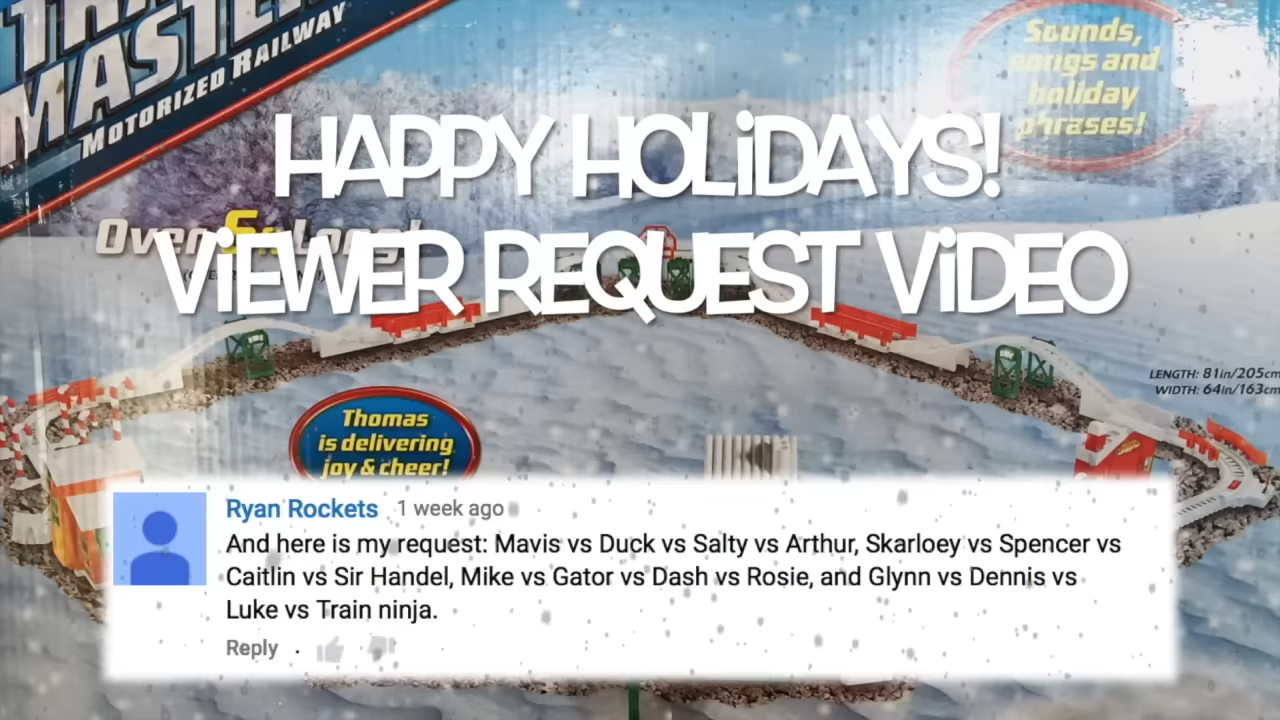 MASTER
MOTORIZED RAILWAY
Sounds,
songs and
holiday
phrases!
HAPPY HOLiDAYS!
Over
ViEWER REQUEST ViDEO
LENGTH: 81in/205cm
WIDTH: 64in/163cm
Thomas
is delivering
joy & cheer!
Ryan Rockets 1 week ago
And here is my request: Mavis vs Duck vs Salty vs Arthur, Skarloey vs Spencer vs
Caitlin vs Sir Handel, Mike vs Gator vs Dash vs Rosie, and Glynn vs Dennis vs
Luke vs Train ninja.
Reply